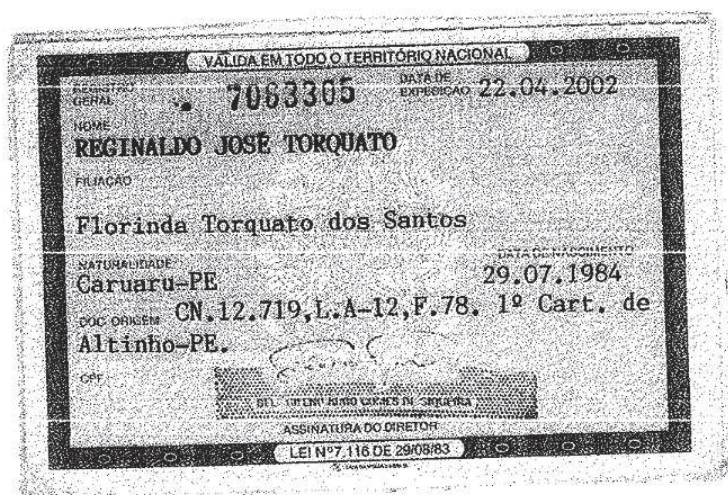 VÁLIDA EM TODO O TERRITÓRIO NACIONAL
REGISTRO GERAL 7063305 DATA DE EXPEDIÇÃO 22.04.2002
NOME
REGINALDO JOSÉ TORQUATO
FILIAÇÃO
Florinda Torquato dos Santos
NATURALIDADE DATA DE NASCIMENTO
Caruaru-PE 29.07.1984
DOC ORIGEM CN.12.719,L.A-12,F.78. 1º Cart. de
Altinho-PE.
CPF
ASSINATURA DO DIRETOR
LEI Nº 7.116 DE 29/08/83